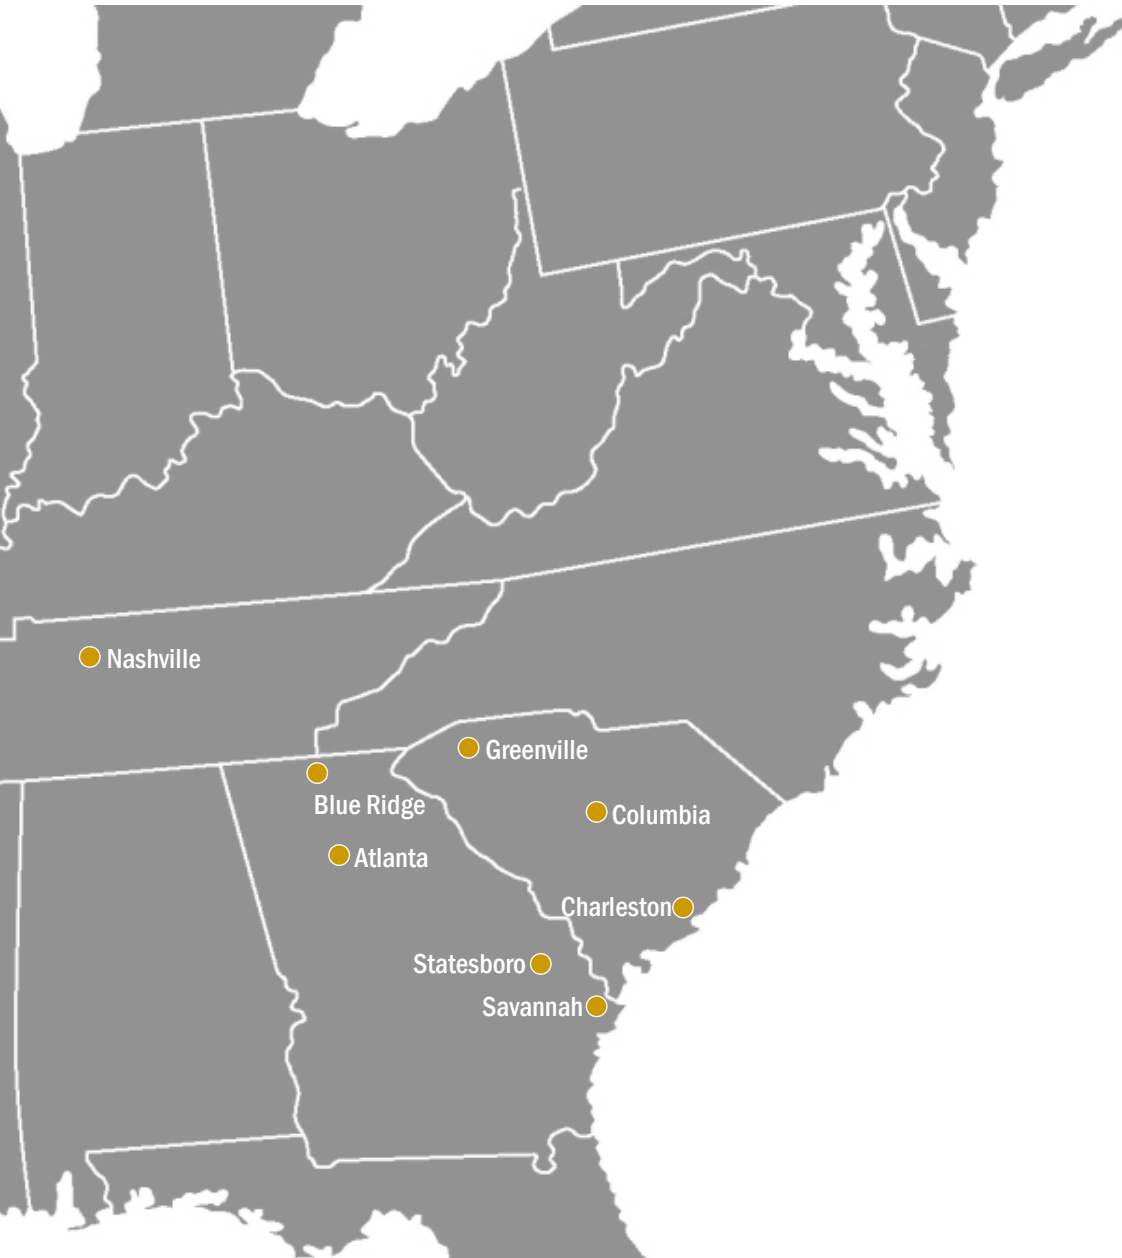 Nashville
Greenville
Blue Ridge
Columbia
Atlanta
Charleston
Statesboro
Savannah